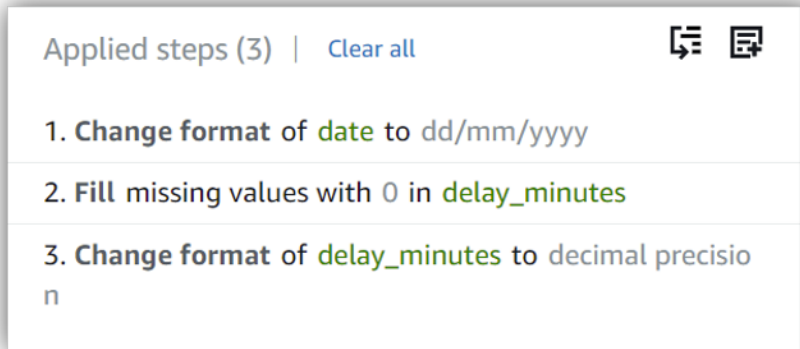 Applied steps (3) | Clear all
1. Change format of date to dd/mm/yyyy
2. Fill missing values with 0 in delay_minutes
3. Change format of delay_minutes to decimal precisio
n